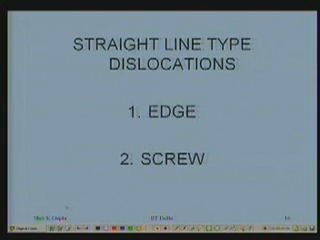 STRAIGHT LINE TYPE
DISLOCATIONS
1. EDGE
2. SCREW
IIT Delhi